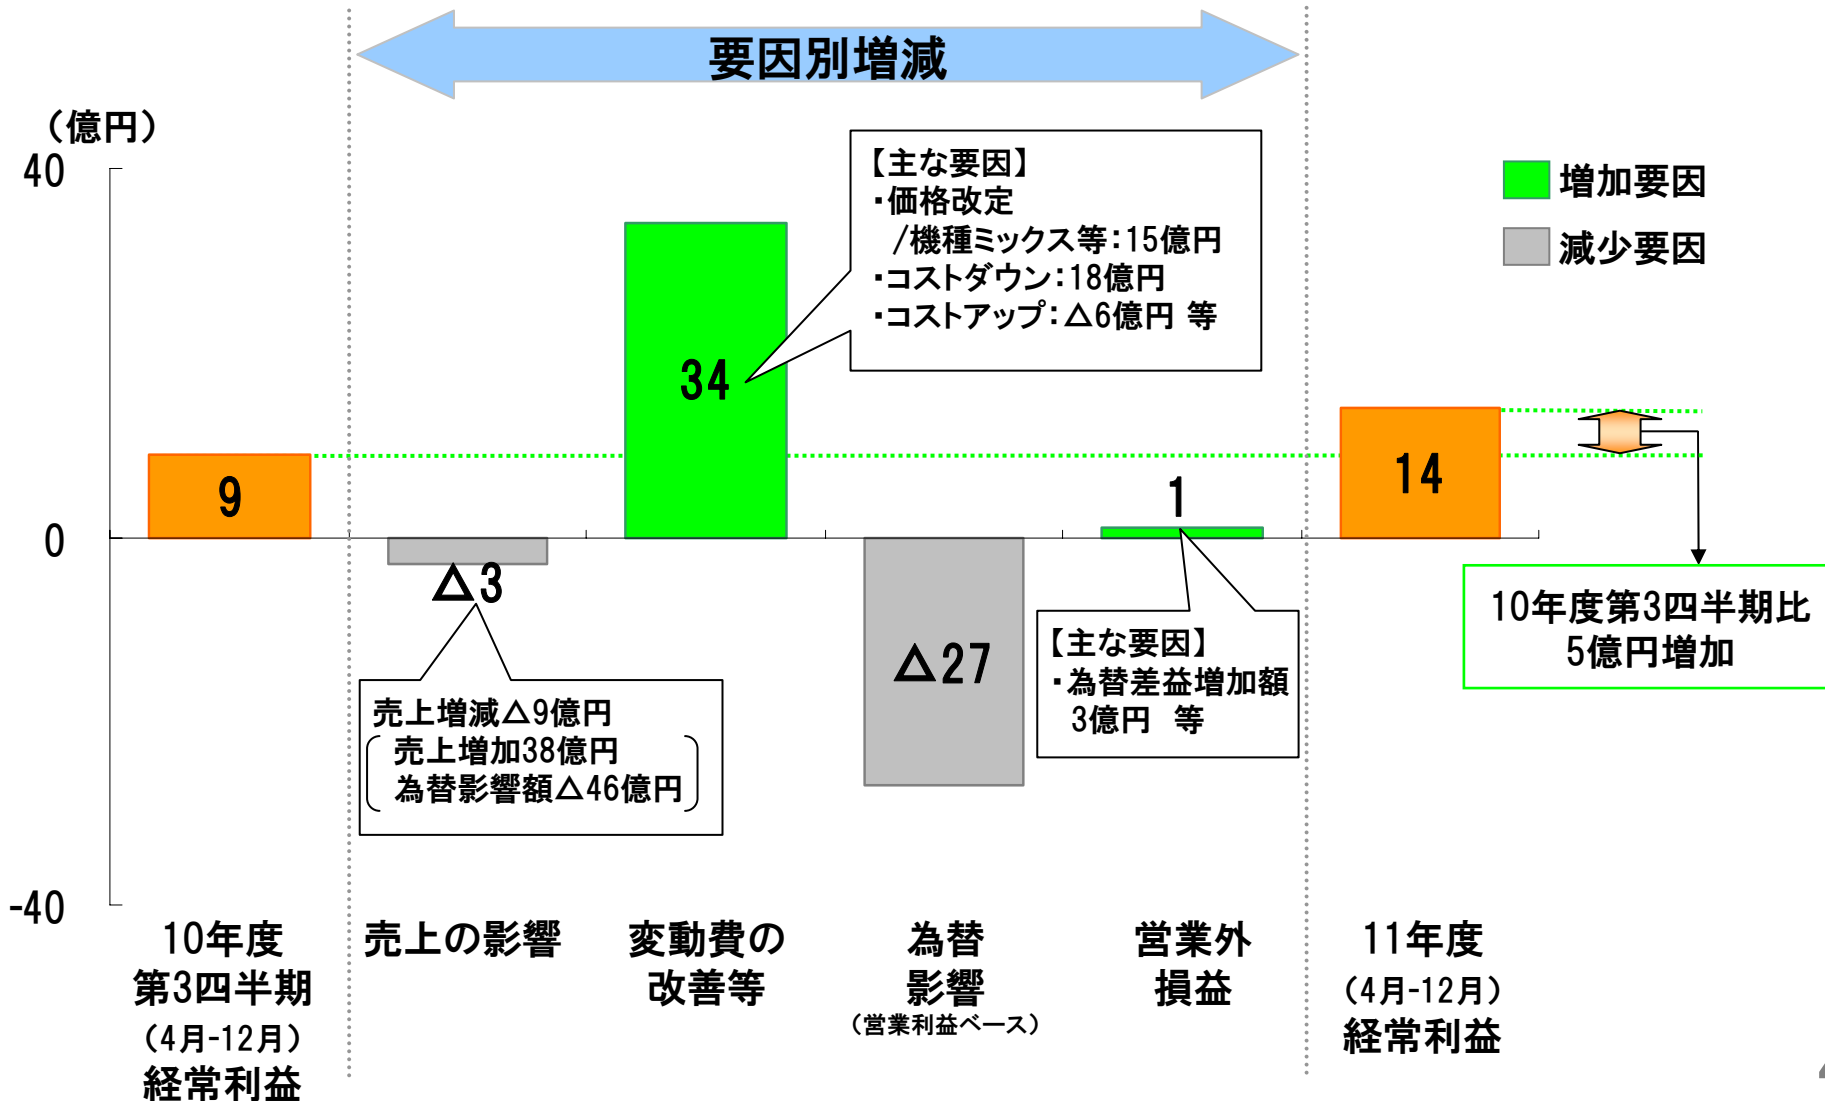 要因別増減
（億円）
40
0
-40
増加要因
減少要因
【主な要因】
・価格改定
/機種ミックス等：15億円
・コストダウン：18億円
・コストアップ：△6億円 等
9
△3
34
△27
1
14
売上増減△9億円
売上増加38億円
為替影響額△46億円
【主な要因】
・為替差益増加額
3億円 等
10年度第3四半期比
5億円増加
10年度
第3四半期
（4月-12月）
経常利益
売上の影響
変動費の
改善等
為替
影響
（営業利益ベース）
営業外
損益
11年度
（4月-12月）
経常利益